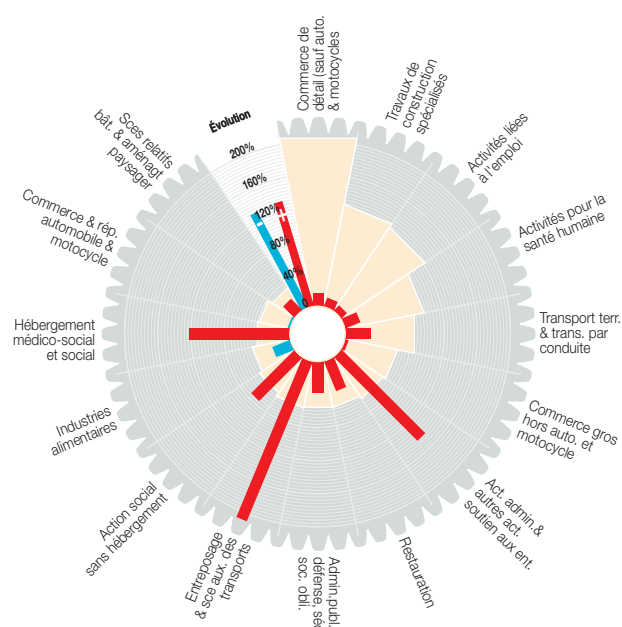 Commerce de
détail (sauf auto.
& motocycles
Travaux de
construction
spécialisés
Activités liées
à l'emploi
Activités pour la
santé humaine
Transport terr.
& trans. par
conduite
Commerce gros
hors auto. et
motocycle
Act. admin.&
autres act.
soutien aux ent.
Restauration
Admin.publ.
défense,
soc. obli.
Entreposage
& sce aux. des
transports
Action social
sans hébergement
Industries
alimentaires
Hébergement
médico-social
et social
Commerce & rép.
automobile &
motocycle
Sces relatifs
bât. & aménagt
paysager
Évolution
200%
160%
120%
80%
40%
0
-
+